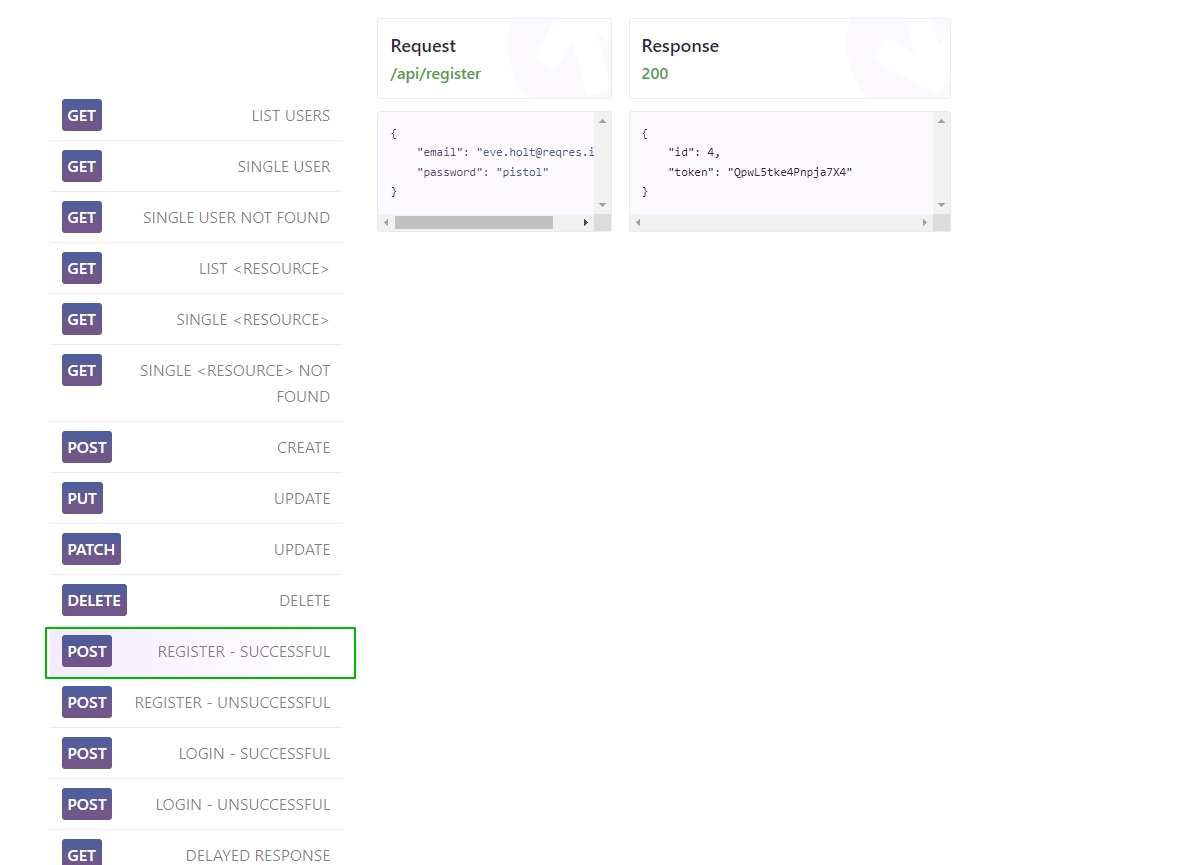 GET LIST USERS
GET SINGLE USER
GET SINGLE USER NOT FOUND
GET LIST <RESOURCE>
GET SINGLE <RESOURCE>
GET SINGLE <RESOURCE> NOT
FOUND
POST CREATE
PUT UPDATE
PATCH UPDATE
DELETE DELETE
POST REGISTER - SUCCESSFUL
POST REGISTER - UNSUCCESSFUL
POST LOGIN - SUCCESSFUL
POST LOGIN - UNSUCCESSFUL
GET DELAYED RESPONSE
Request
/api/register
{
"email": "eve.holt@reqres.i
"password": "pistol"
}
Response
200
{
"id": 4,
"token": "QpwL5tke4Pnpja7X4"
}